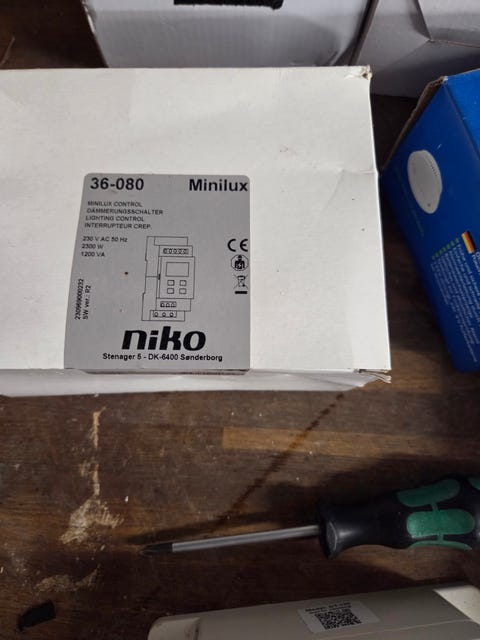 36-080 Minilux
MINILUX CONTROL
DÄMMERUNGSSCHALTER
LIGHTING CONTROL
INTERRUPTEUR CREP.
230 V AC 50 Hz
2300 W
1200 VA
CE
230969000232
SW ver.: R2
niko
Stenager 5 - DK-6400 Sønderborg